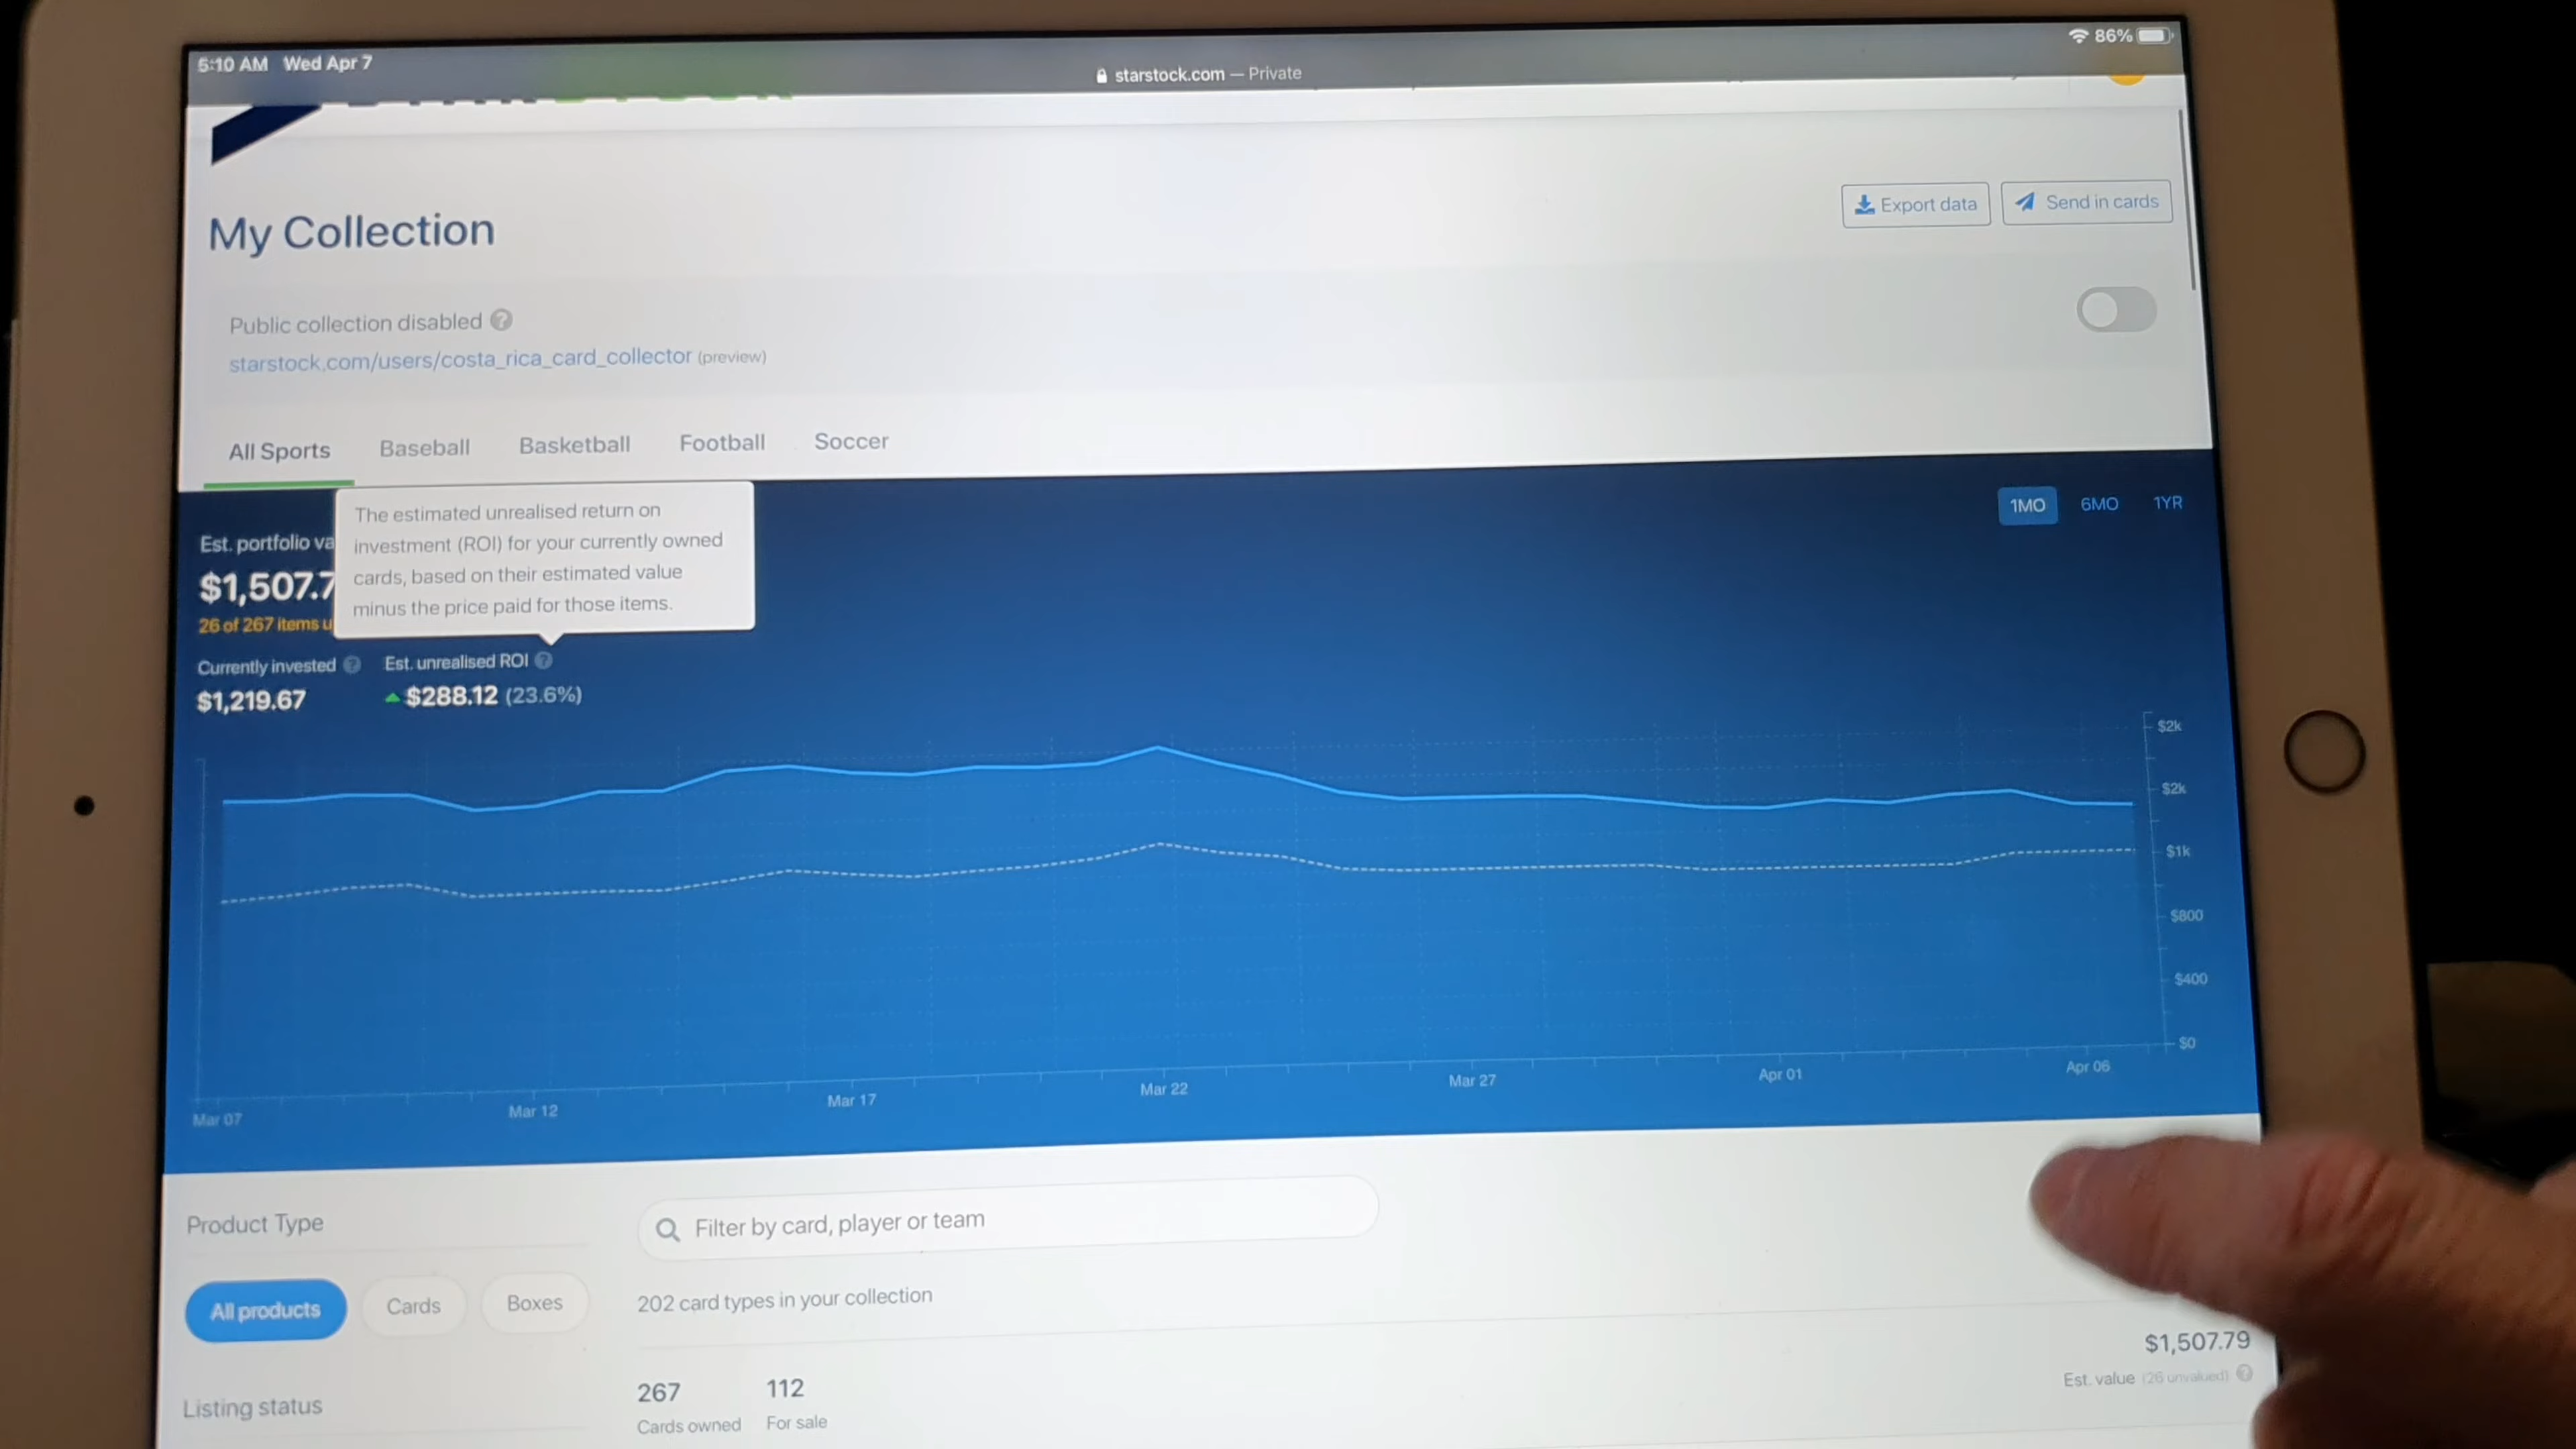 5:10 AM Wed Apr 7
starstock.com — Private
86%
My Collection
Export data
Send in cards
Public collection disabled
starstock.com/users/costa_rica_card_collector (preview)
All Sports Baseball Basketball Football Soccer
The estimated unrealised return on
investment (ROI) for your currently owned
cards, based on their estimated value
minus the price paid for those items.
1MO 6MO 1YR
Est. portfolio va
$1,507.7
26 of 267 items u
Currently invested
$1,219.67
Est. unrealised ROI
$288.12 (23.6%)
$2k
$2k
$1k
$800
$400
$0
Mar 07 Mar 12 Mar 17 Mar 22 Mar 27 Apr 01 Apr 06
Product Type
All products Cards Boxes
Listing status
Filter by card, player or team
202 card types in your collection
267
Cards owned
112
For sale
$1,507.79
Est. value (26 unvalued)